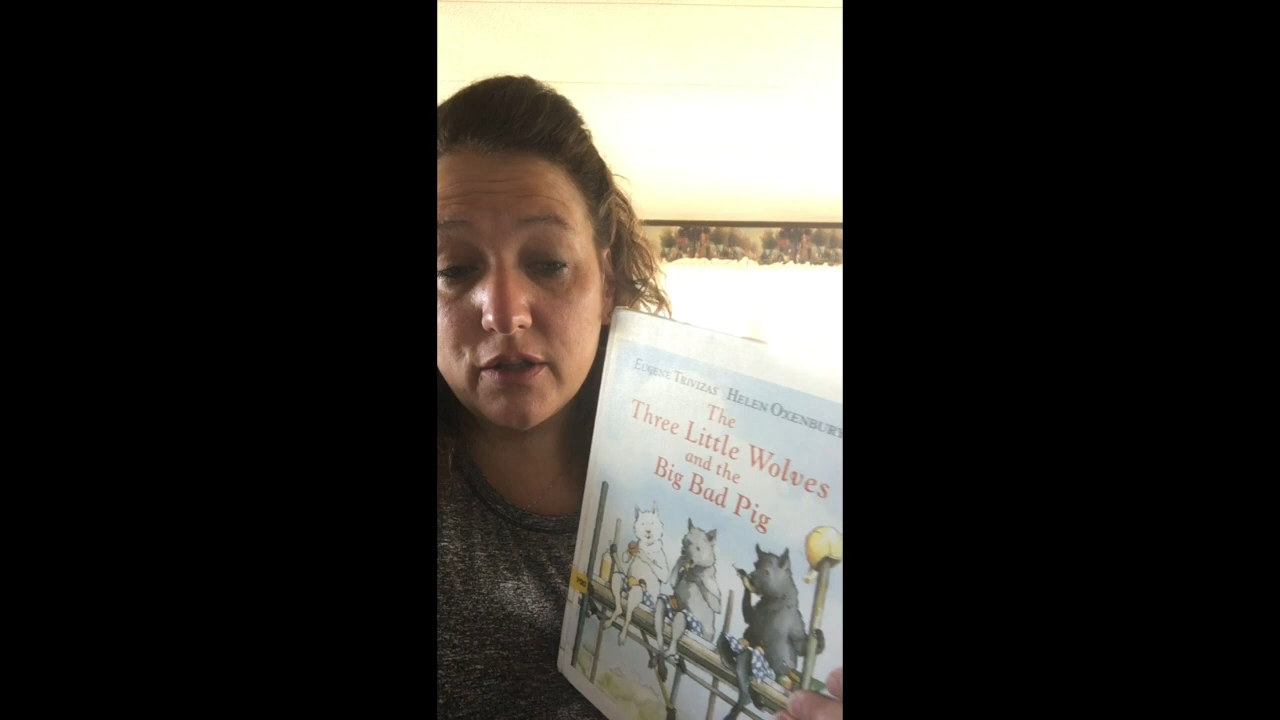 EUGENE TRIVIZAS HELEN OXENBURY
The
Three Little Wolves
and the
Big Bad Pig